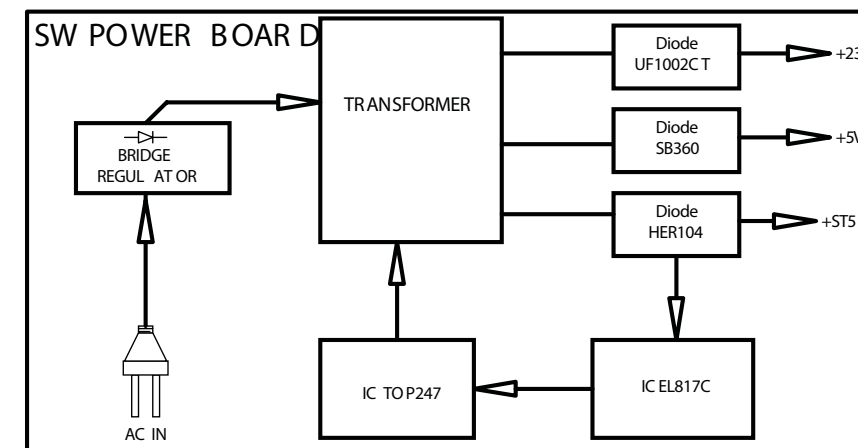 SW POWER BOARD
TRANSFORMER
Diode
UF1002CT
+23
Diode
SB360
+5V
BRIDGE
REGULATOR
Diode
HER104
+ST5
IC TOP247
IC EL817C
AC IN